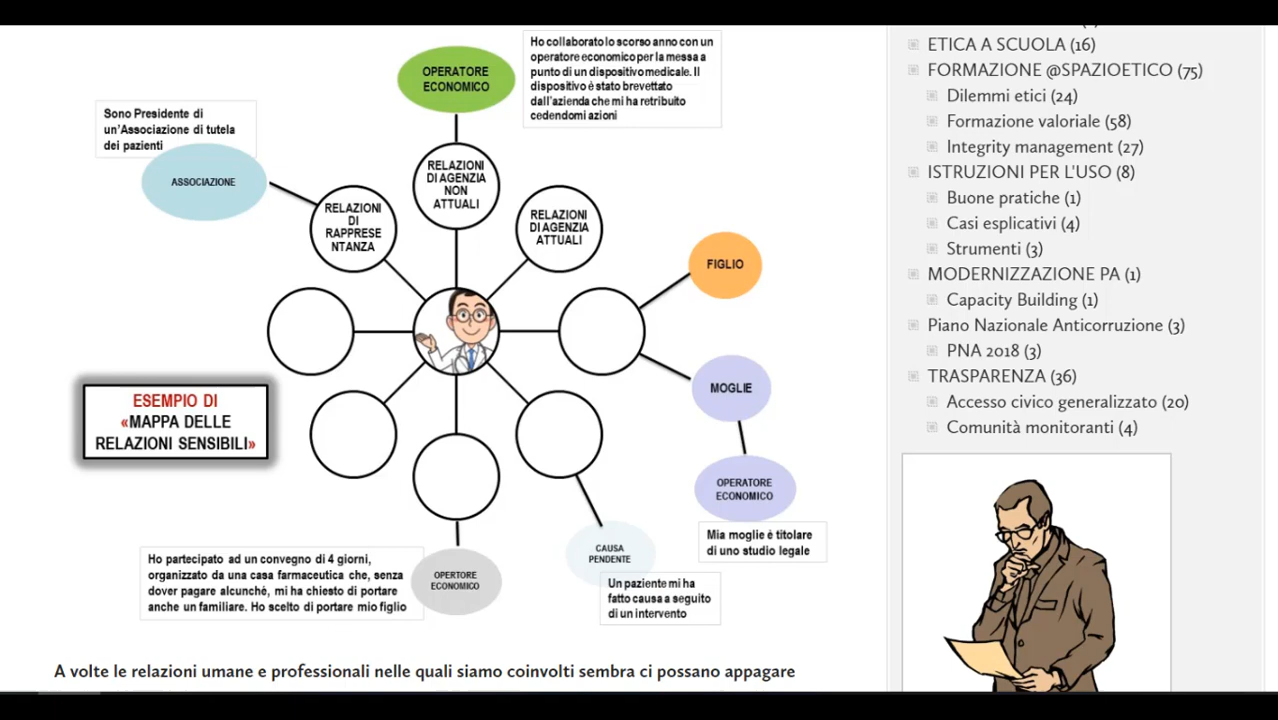 Ho collaborato lo scorso anno con un
operatore economico per la messa a
punto di un dispositivo medicale. Il
dispositivo è stato brevettato
dall'azienda che mi ha retribuito
cedendomi azioni
OPERATORE
ECONOMICO
Sono Presidente di
un'Associazione di tutela
dei pazienti
ASSOCIAZIONE
RELAZIONI
DI AGENZIA
NON
ATTUALI
RELAZIONI
DI
RAPPRESE
NTANZA
RELAZIONI
DI AGENZIA
ATTUALI
FIGLIO
MOGLIE
OPERATORE
ECONOMICO
Mia moglie è titolare
di uno studio legale
ESEMPIO DI
«MAPPA DELLE
RELAZIONI SENSIBILI»
CAUSA
PENDENTE
Un paziente mi ha
fatto causa a seguito
di un intervento
Ho partecipato ad un convegno di 4 giorni,
organizzato da una casa farmaceutica che, senza
dover pagare alcunché, mi ha chiesto di portare
anche un familiare. Ho scelto di portare mio figlio
OPERTORE
ECONOMICO
A volte le relazioni umane e professionali nelle quali siamo coinvolti sembra ci possano appagare
ETICA A SCUOLA (16)
FORMAZIONE @SPAZIOETICO (75)
Dilemmi etici (24)
Formazione valoriale (58)
Integrity management (27)
ISTRUZIONI PER L'USO (8)
Buone pratiche (1)
Casi esplicativi (4)
Strumenti (3)
MODERNIZZAZIONE PA (1)
Capacity Building (1)
Piano Nazionale Anticorruzione (3)
PNA 2018 (3)
TRASPARENZA (36)
Accesso civico generalizzato (20)
Comunità monitoranti (4)